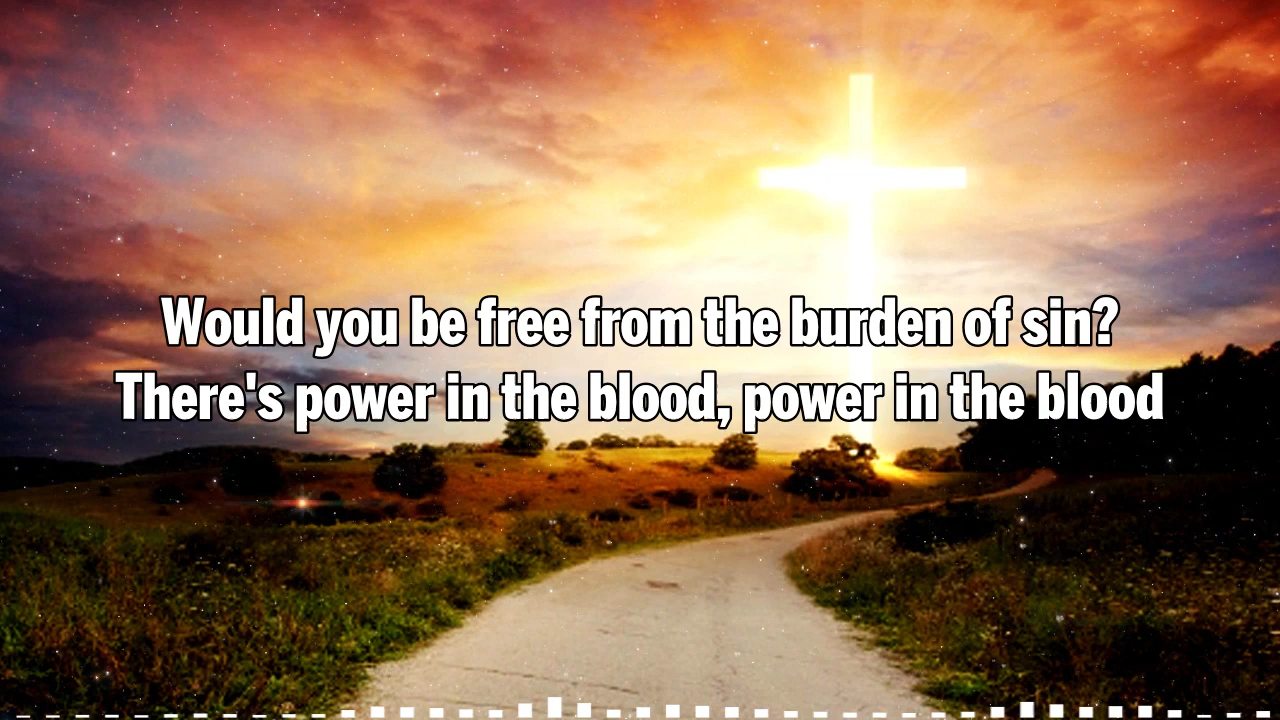 Would you be free from the burden of sin?
There's power in the blood, power in the blood